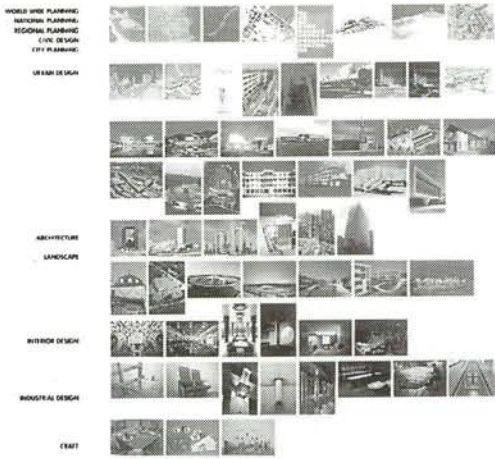 WORLD WIDE PLANNING
NATIONAL PLANNING
REGIONAL PLANNING
CIVIC DESIGN
CITY PLANNING
URBAN DESIGN
ARCHITECTURE
LANDSCAPE
INTERIOR DESIGN
INDUSTRIAL DESIGN
CRAFT